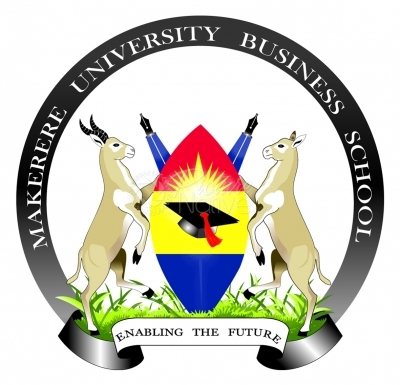 MAKERERE UNIVERSITY BUSINESS SCHOOL
ENABLING THE FUTURE